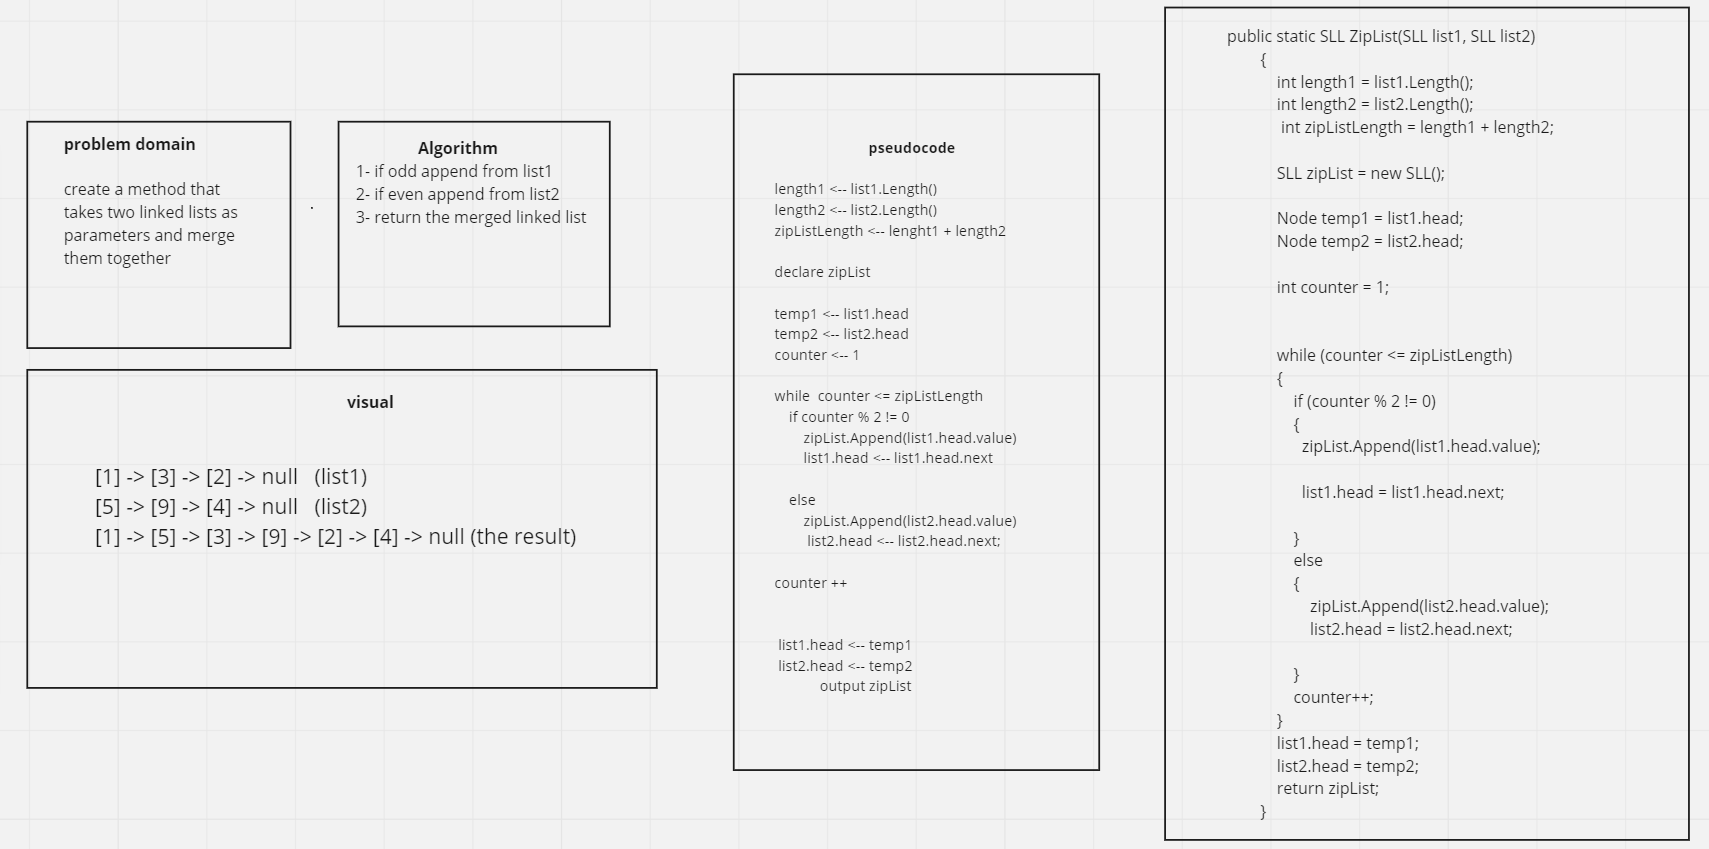 problem domain
create a method that
takes two linked lists as
parameters and merge
them together
.
Algorithm
1- if odd append from list1
2- if even append from list2
3- return the merged linked list
visual
[1] -> [3] -> [2] -> null (list1)
[5] -> [9] -> [4] -> null (list2)
[1] -> [5] -> [3] -> [9] -> [2] -> [4] -> null (the result)
pseudocode
length1 <-- list1.Length()
length2 <-- list2.Length()
zipListLength <-- lenght1 + length2
declare zipList
temp1 <-- list1.head
temp2 <-- list2.head
counter <-- 1
while counter <= zipListLength
if counter % 2 != 0
zipList.Append(list1.head.value)
list1.head <-- list1.head.next
else
zipList.Append(list2.head.value)
list2.head <-- list2.head.next;
counter ++
list1.head <-- temp1
list2.head <-- temp2
output zipList
public static SLL ZipList(SLL list1, SLL list2)
{
int length1 = list1.Length();
int length2 = list2.Length();
int zipListLength = length1 + length2;
SLL zipList = new SLL();
Node temp1 = list1.head;
Node temp2 = list2.head;
int counter = 1;
while (counter <= zipListLength)
{
if (counter % 2 != 0)
{
zipList.Append(list1.head.value);
list1.head = list1.head.next;
}
else
{
zipList.Append(list2.head.value);
list2.head = list2.head.next;
}
counter++;
}
list1.head = temp1;
list2.head = temp2;
return zipList;
}